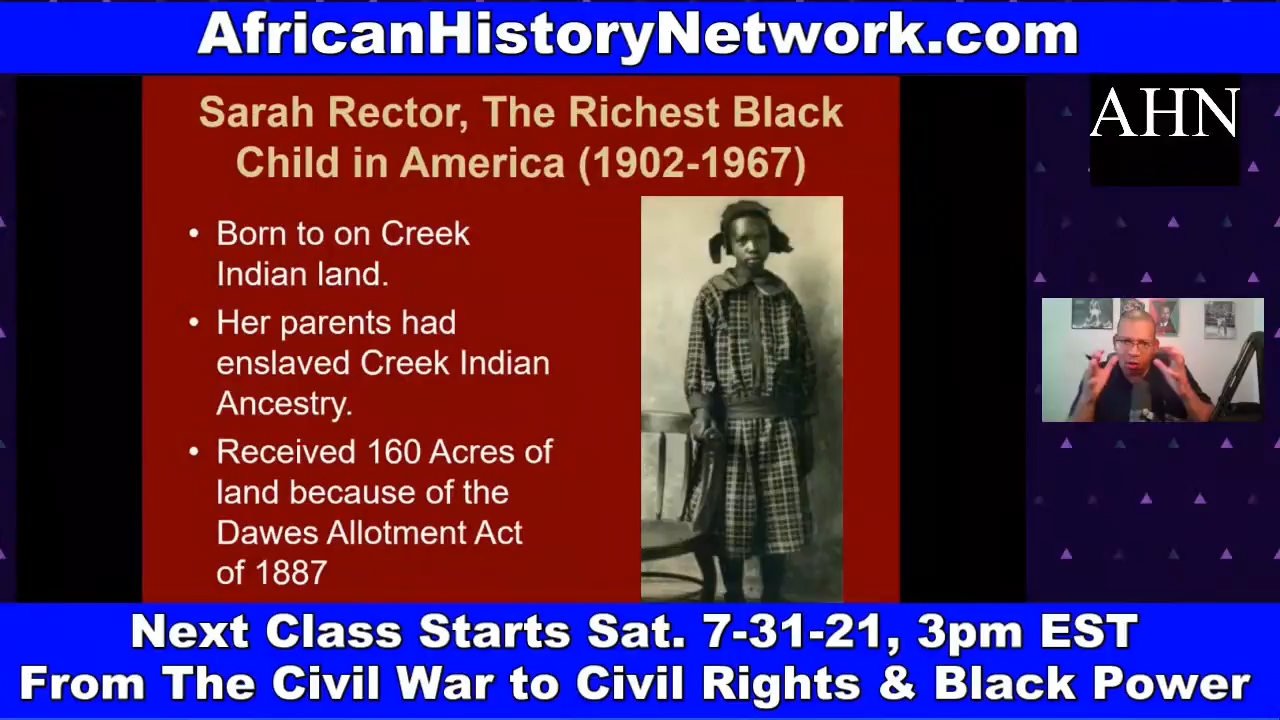 AfricanHistoryNetwork.com
AHN
Sarah Rector, The Richest Black
Child in America (1902-1967)
• Born to on Creek
Indian land.
• Her parents had
enslaved Creek Indian
Ancestry.
• Received 160 Acres of
land because of the
Dawes Allotment Act
of 1887
Next Class Starts Sat. 7-31-21, 3pm EST
From The Civil War to Civil Rights & Black Power